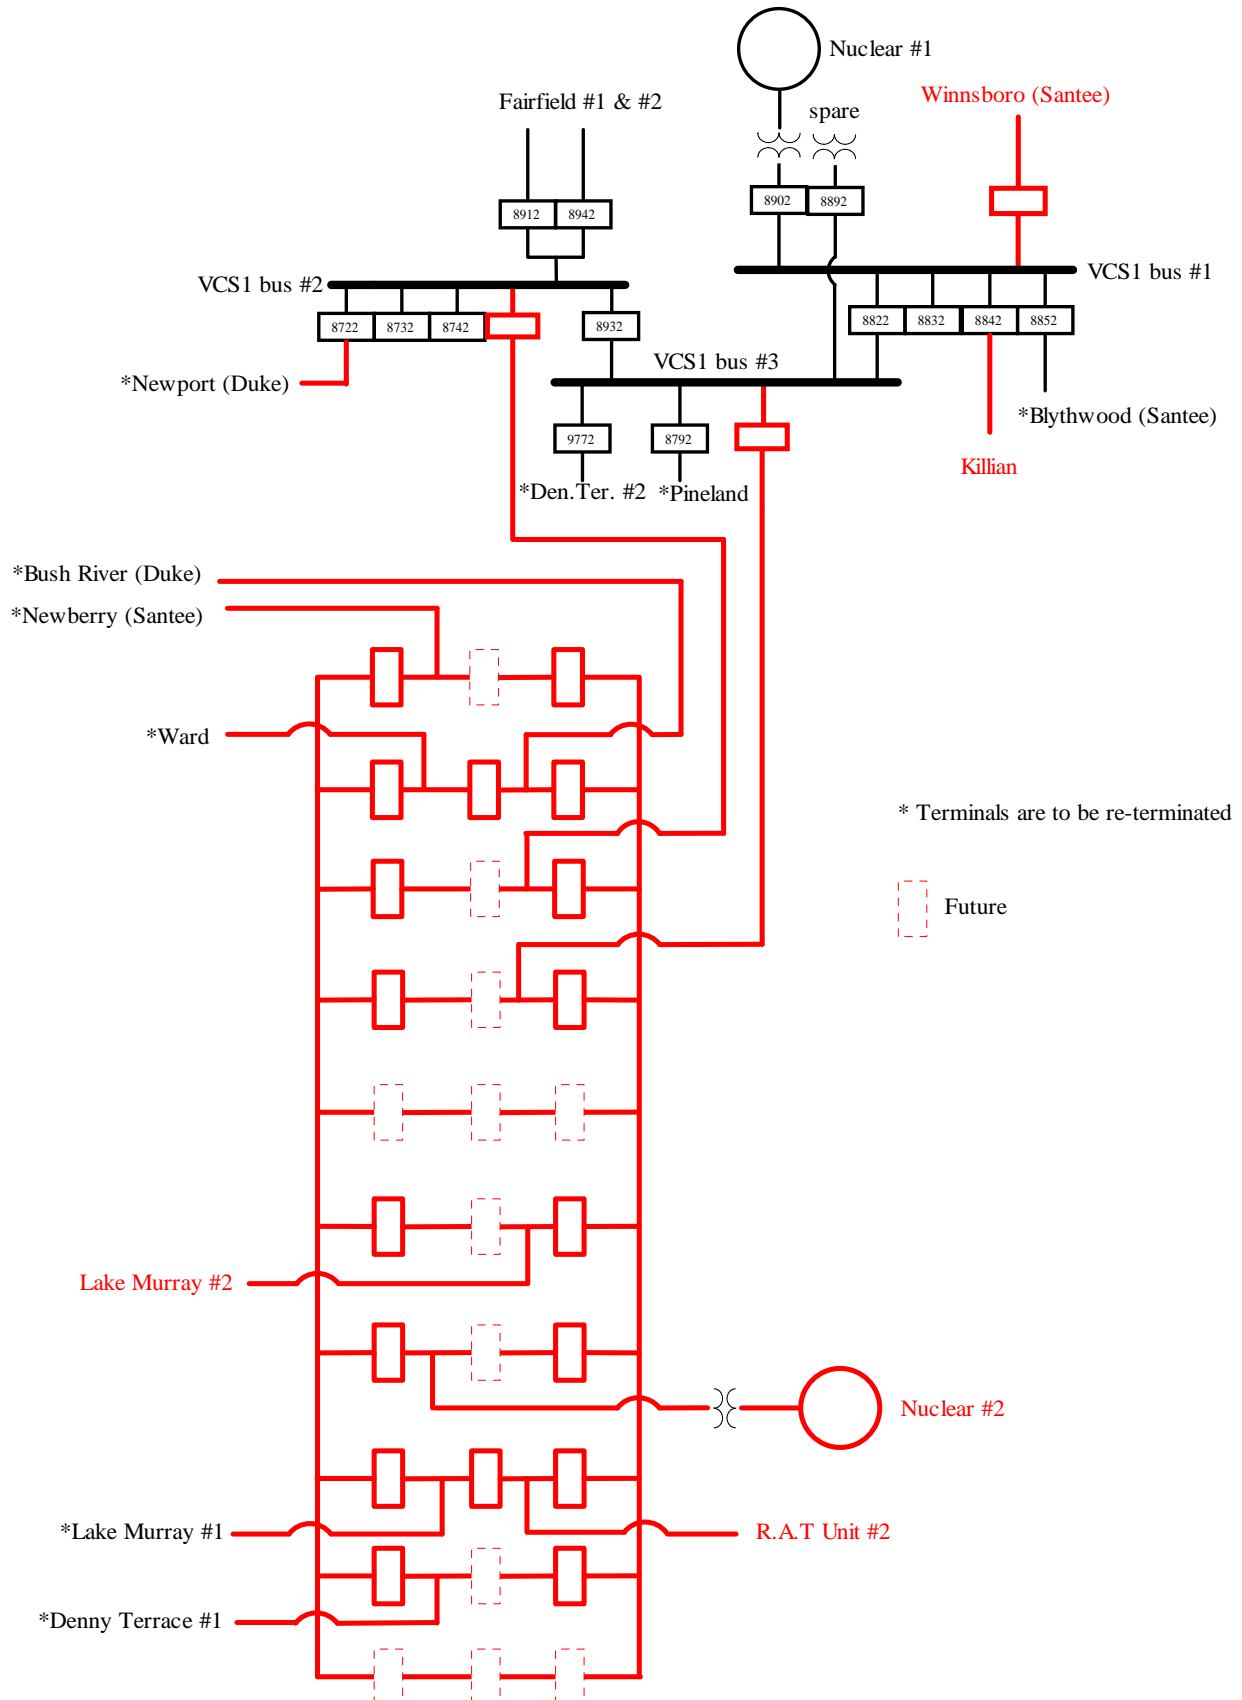 Nuclear #1
Winnsboro (Santee)
Fairfield #1 & #2
spare
8902
8892
8912
8942
VCS1 bus #1
VCS1 bus #2
8722
8732
8742
8932
8822
8832
8842
8852
VCS1 bus #3
*Newport (Duke)
*Blythwood (Santee)
9772
8792
Killian
*Den.Ter. #2
*Pineland
*Bush River (Duke)
*Newberry (Santee)
*Ward
* Terminals are to be re-terminated
Future
Lake Murray #2
Nuclear #2
*Lake Murray #1
R.A.T Unit #2
*Denny Terrace #1